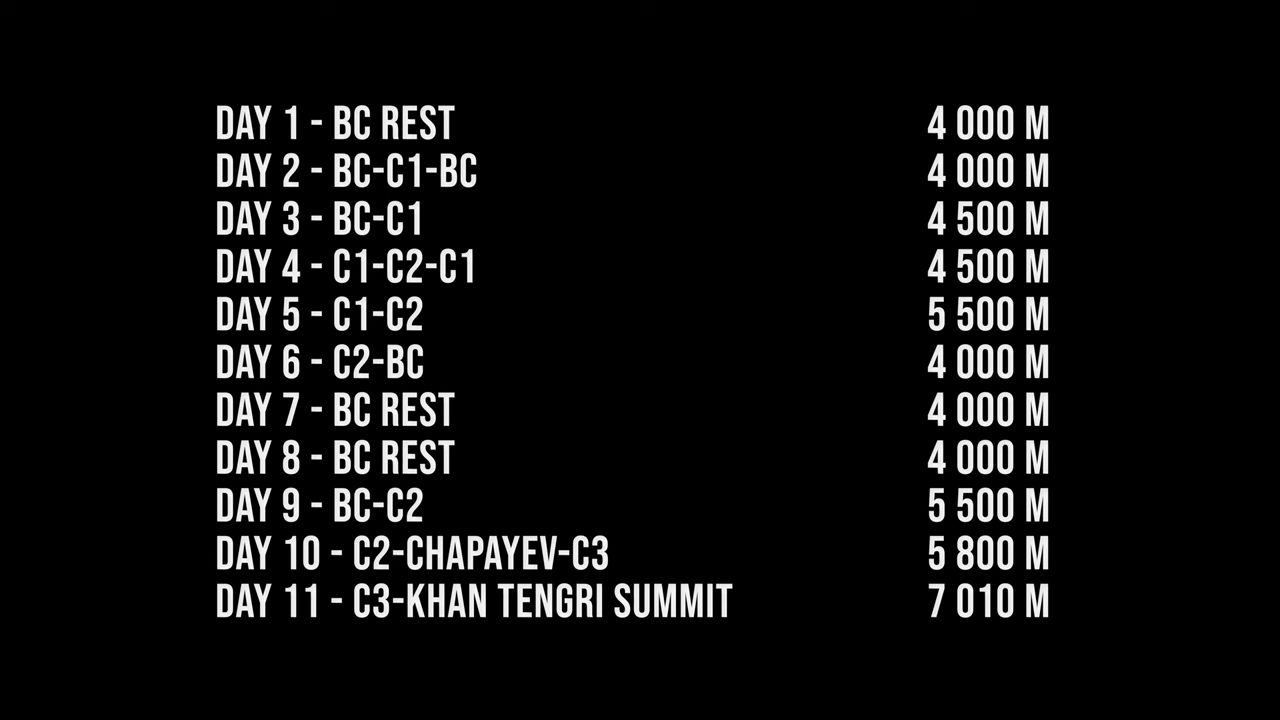 DAY 1 - BC REST 4 000 M
DAY 2 - BC-C1-BC 4 000 M
DAY 3 - BC-C1 4 500 M
DAY 4 - C1-C2-C1 4 500 M
DAY 5 - C1-C2 5 500 M
DAY 6 - C2-BC 4 000 M
DAY 7 - BC REST 4 000 M
DAY 8 - BC REST 4 000 M
DAY 9 - BC-C2 5 500 M
DAY 10 - C2-CHAPAYEV-C3 5 800 M
DAY 11 - C3-KHAN TENGRI SUMMIT 7 010 M